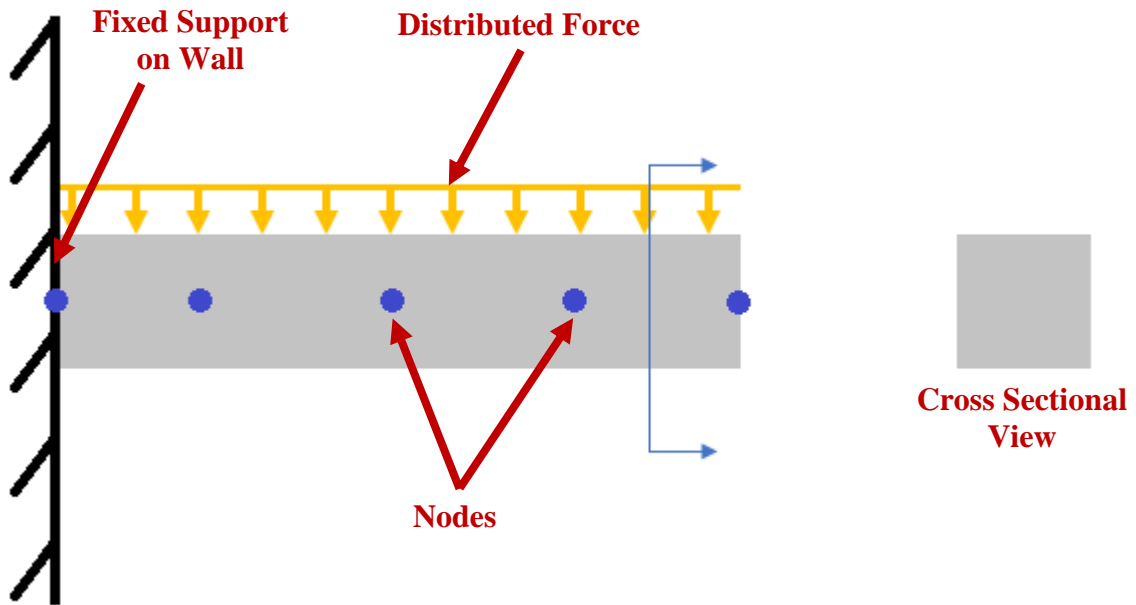 Fixed Support
on Wall
Distributed Force
Cross Sectional
View
Nodes